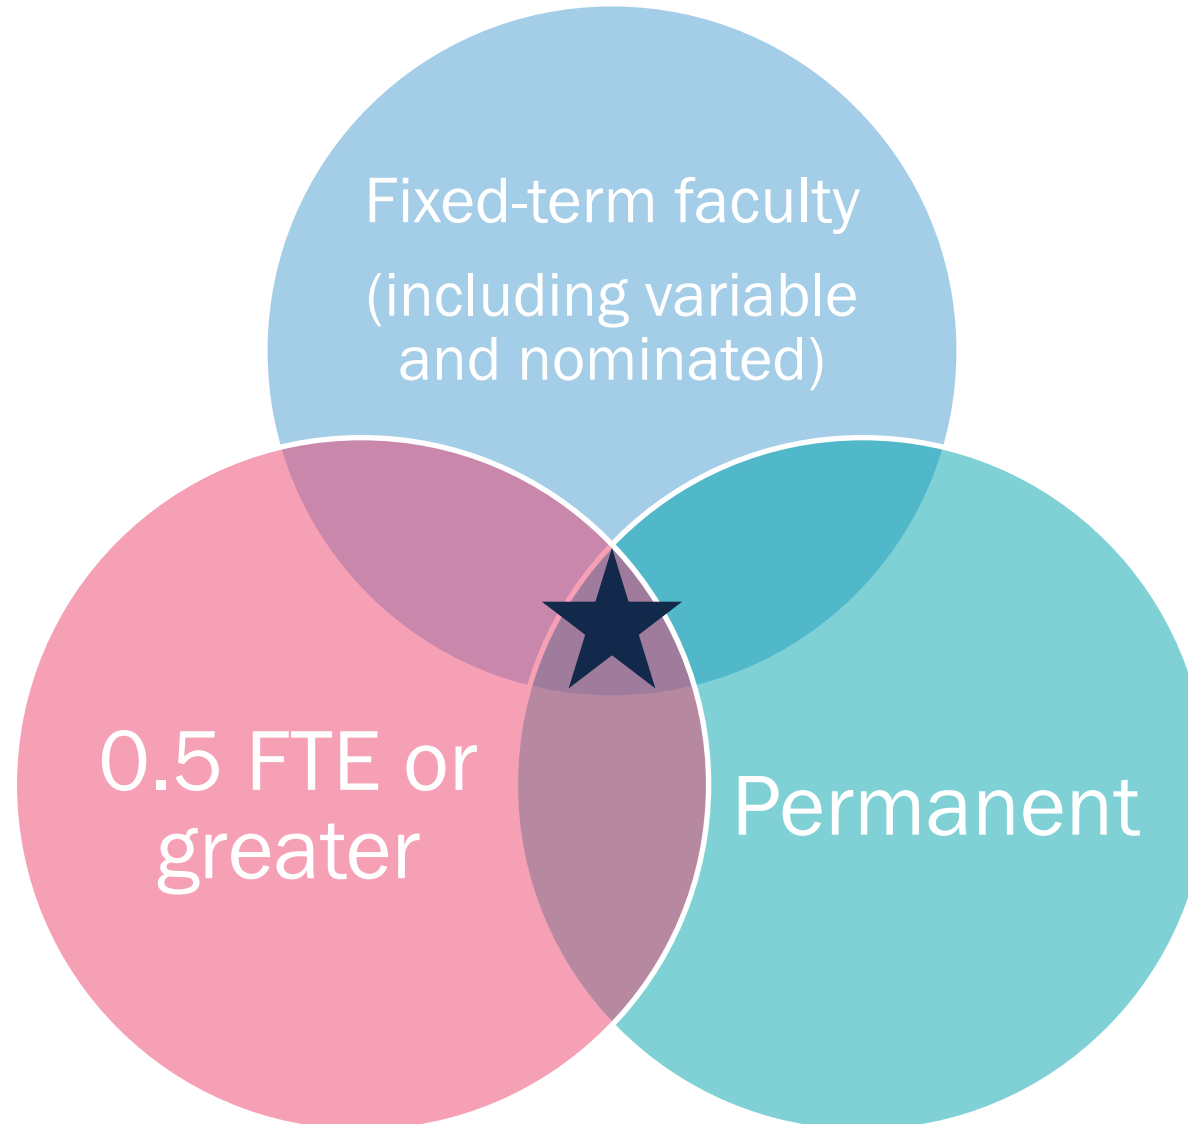 Fixed-term faculty
(including variable
and nominated)
0.5 FTE or
greater
Permanent